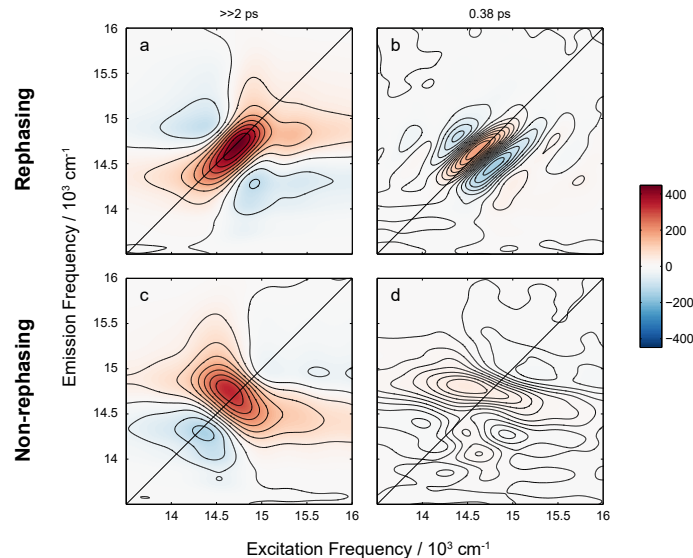 >>2 ps
0.38 ps
Rephasing
Non-rephasing
Emission Frequency / 10³ cm⁻¹
a
16
15.5
15
14.5
14
b
c
16
15.5
15
14.5
14
14
14.5
15
15.5
16
d
14
14.5
15
15.5
16
400
200
0
−200
−400
Excitation Frequency / 10³ cm⁻¹